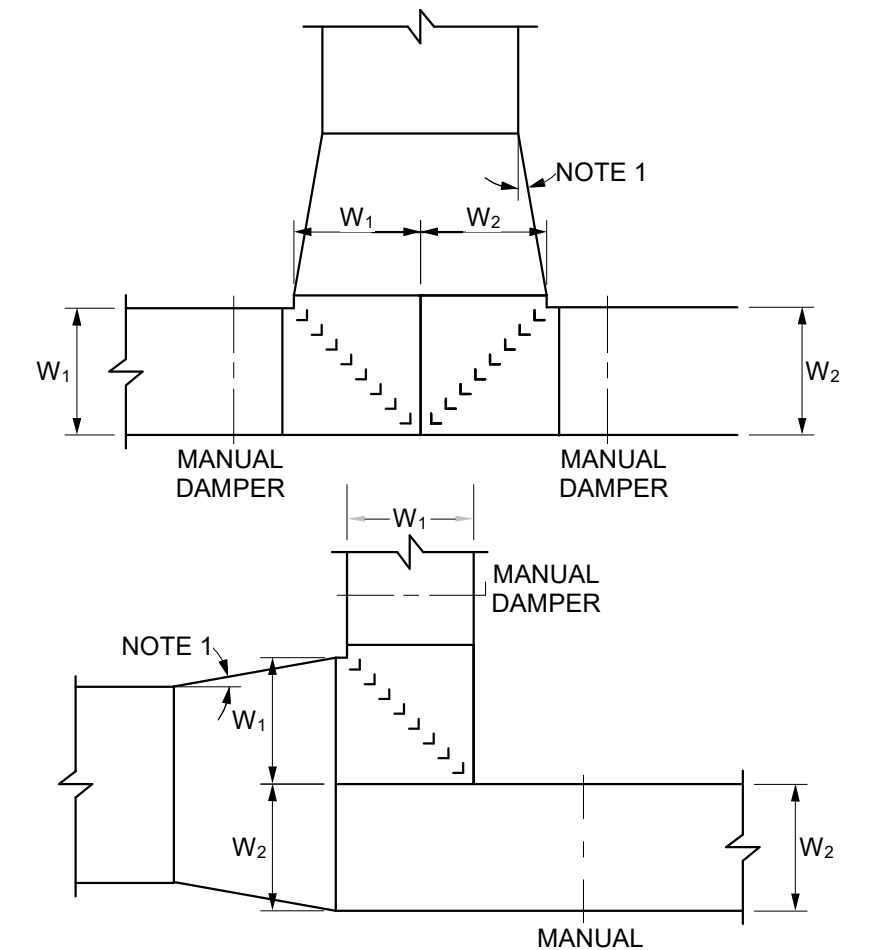 NOTE 1
W₁
W₂
W₁
W₂
MANUAL
DAMPER
MANUAL
DAMPER
W₁
MANUAL
DAMPER
NOTE 1
W₁
W₂
W₂
MANUAL